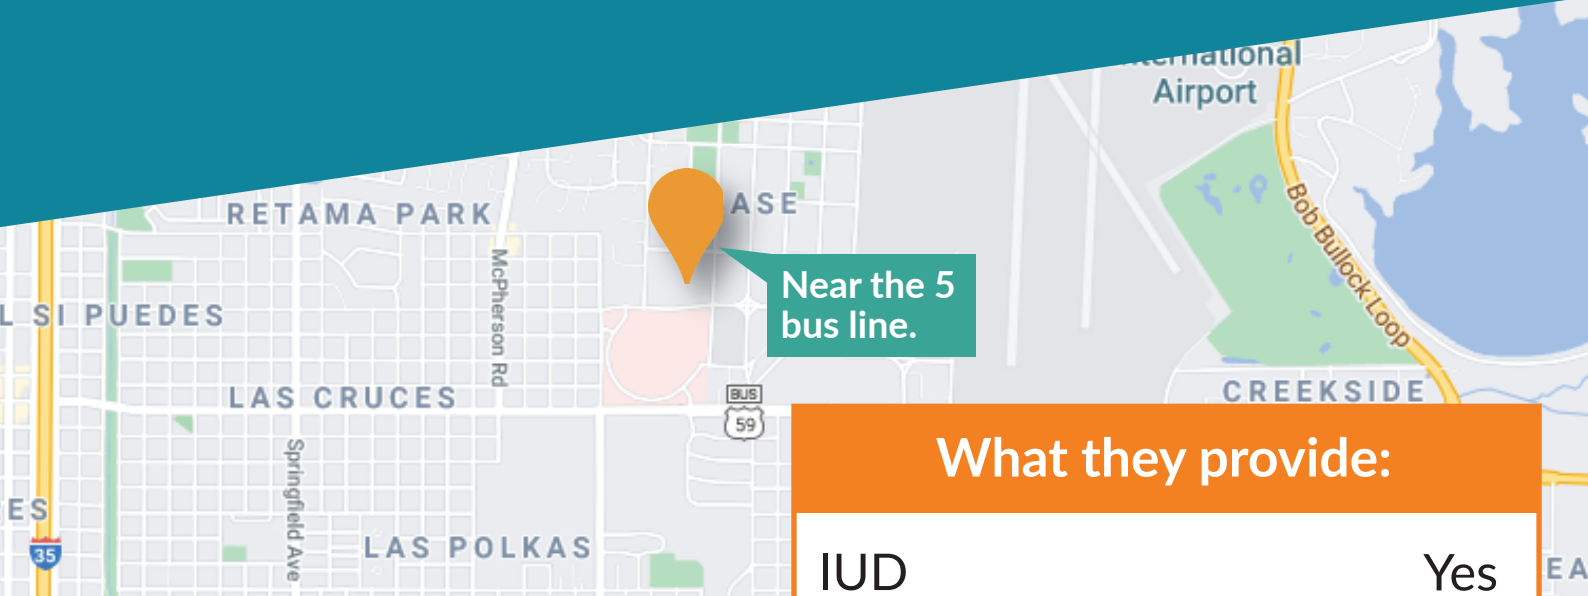 Airport
RETAMA PARK
ASE
Near the 5
bus line.
McPherson Rd
Bob Bullock Loop
L SI PUEDES
LAS CRUCES
CREEKSIDE
BUS
59
What they provide:
Springfield Ave
ES
35
LAS POLKAS
IUD Yes
EA